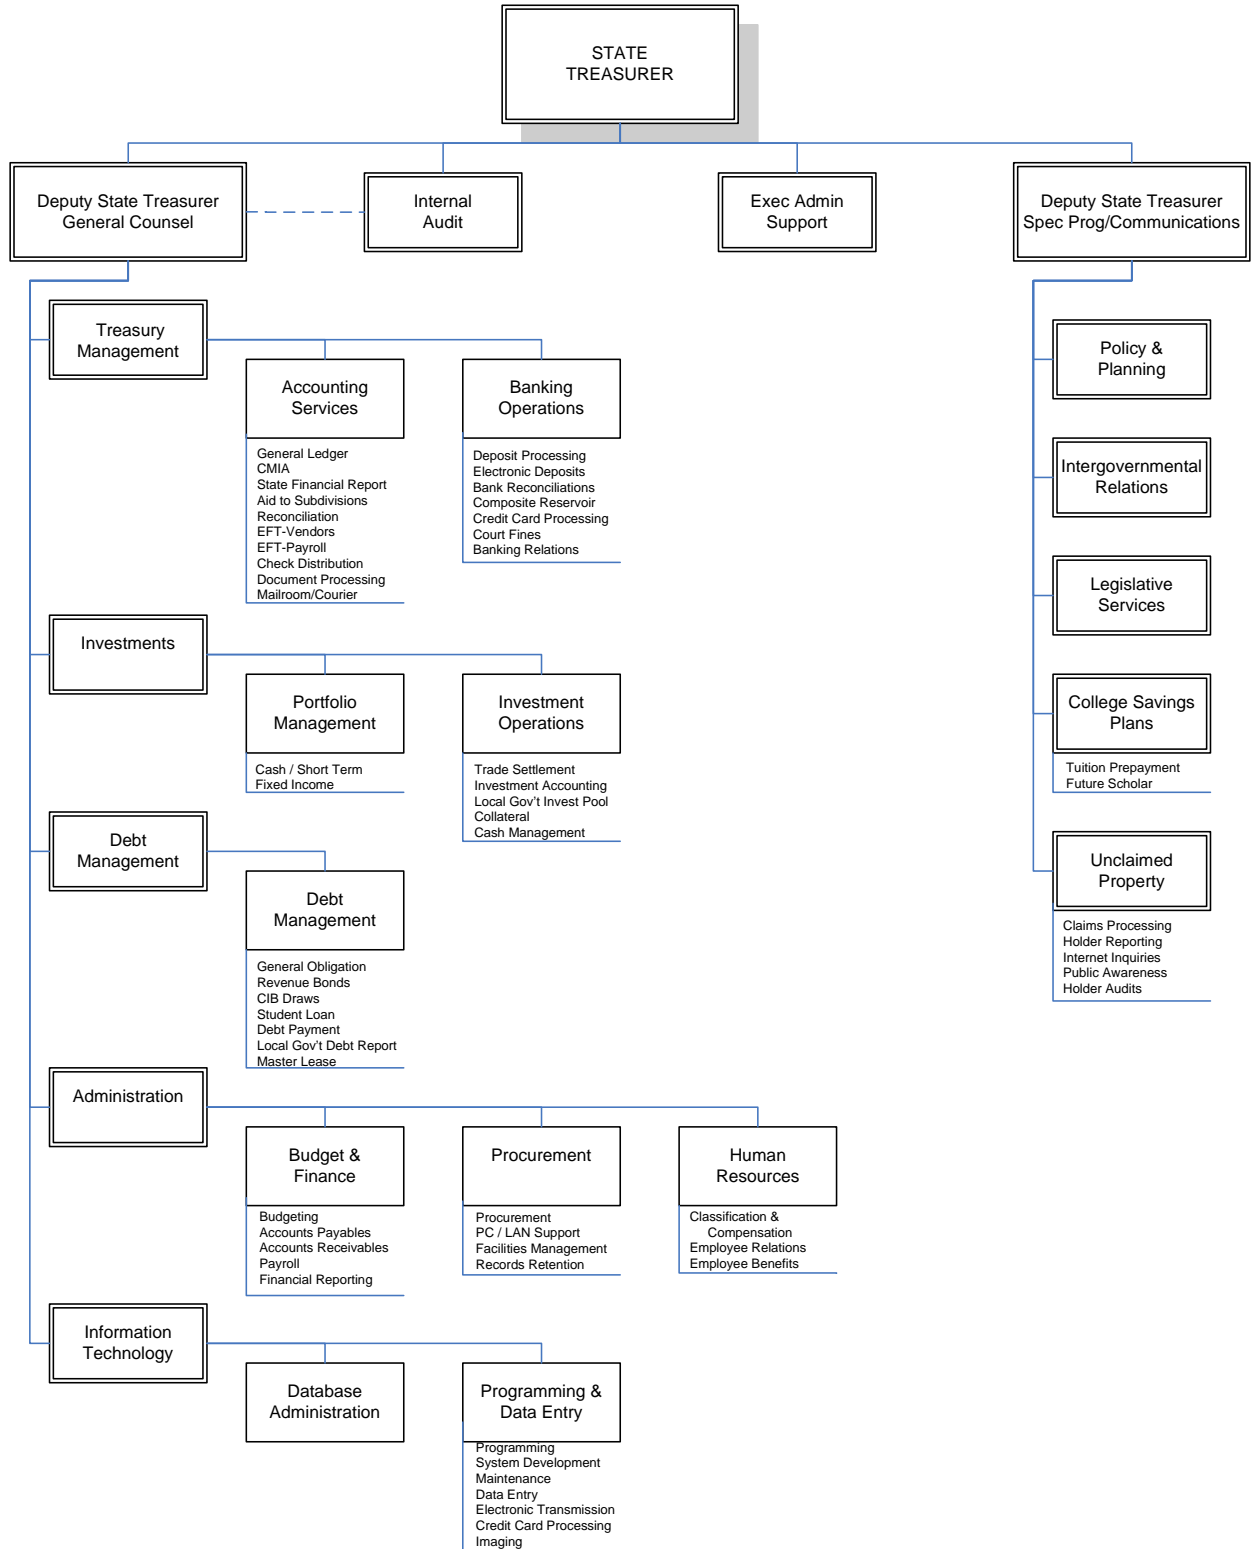 STATE
TREASURER
Deputy State Treasurer
General Counsel
Internal
Audit
Exec Admin
Support
Deputy State Treasurer
Spec Prog/Communications
Treasury
Management
Accounting
Services
General Ledger
CMIA
State Financial Report
Aid to Subdivisions
Reconciliation
EFT-Vendors
EFT-Payroll
Check Distribution
Document Processing
Mailroom/Courier
Banking
Operations
Deposit Processing
Electronic Deposits
Bank Reconciliations
Composite Reservoir
Credit Card Processing
Court Fines
Banking Relations
Investments
Portfolio
Management
Cash / Short Term
Fixed Income
Investment
Operations
Trade Settlement
Investment Accounting
Local Gov't Invest Pool
Collateral
Cash Management
Debt
Management
Debt
Management
General Obligation
Revenue Bonds
CIB Draws
Student Loan
Debt Payment
Local Gov't Debt Report
Master Lease
Administration
Budget &
Finance
Budgeting
Accounts Payables
Accounts Receivables
Payroll
Financial Reporting
Procurement
Procurement
PC / LAN Support
Facilities Management
Records Retention
Human
Resources
Classification &
Compensation
Employee Relations
Employee Benefits
Information
Technology
Database
Administration
Programming &
Data Entry
Programming
System Development
Maintenance
Data Entry
Electronic Transmission
Credit Card Processing
Imaging
Policy &
Planning
Intergovernmental
Relations
Legislative
Services
College Savings
Plans
Tuition Prepayment
Future Scholar
Unclaimed
Property
Claims Processing
Holder Reporting
Internet Inquiries
Public Awareness
Holder Audits